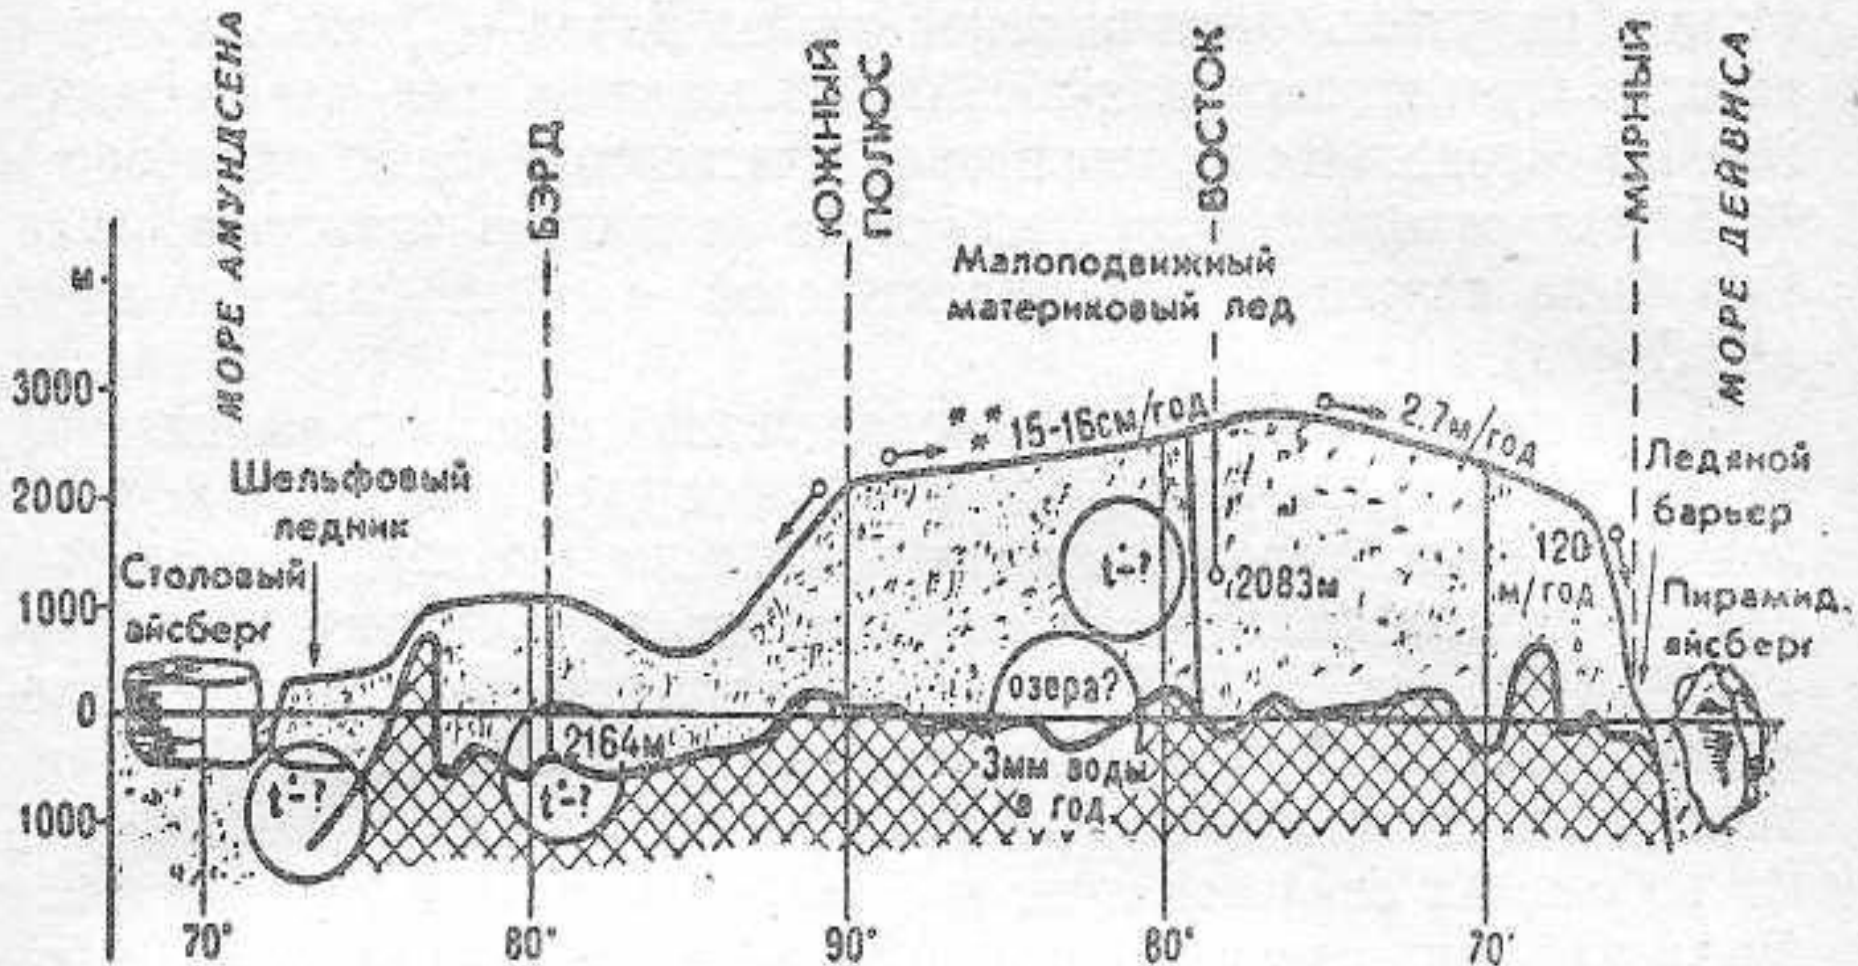 МОРЕ АМУНДСЕНА
БЭРД
ЮЖНЫЙ
ПОЛЮС
ВОСТОК
МИРНЫЙ
МОРЕ ДЕЙВИСА
м
3000
2000
1000
0
1000
Малоподвижный
материковый лед
15-16см/год
2,7м/год
Шельфовый
ледник
Столовый
айсберг
Ледяной
барьер
120
м/год
Пирамид.
айсберг
t°-?
2083м
озера?
2164м
t°-?
t°-?
3мм воды
в год
70°
80°
90°
80°
70°